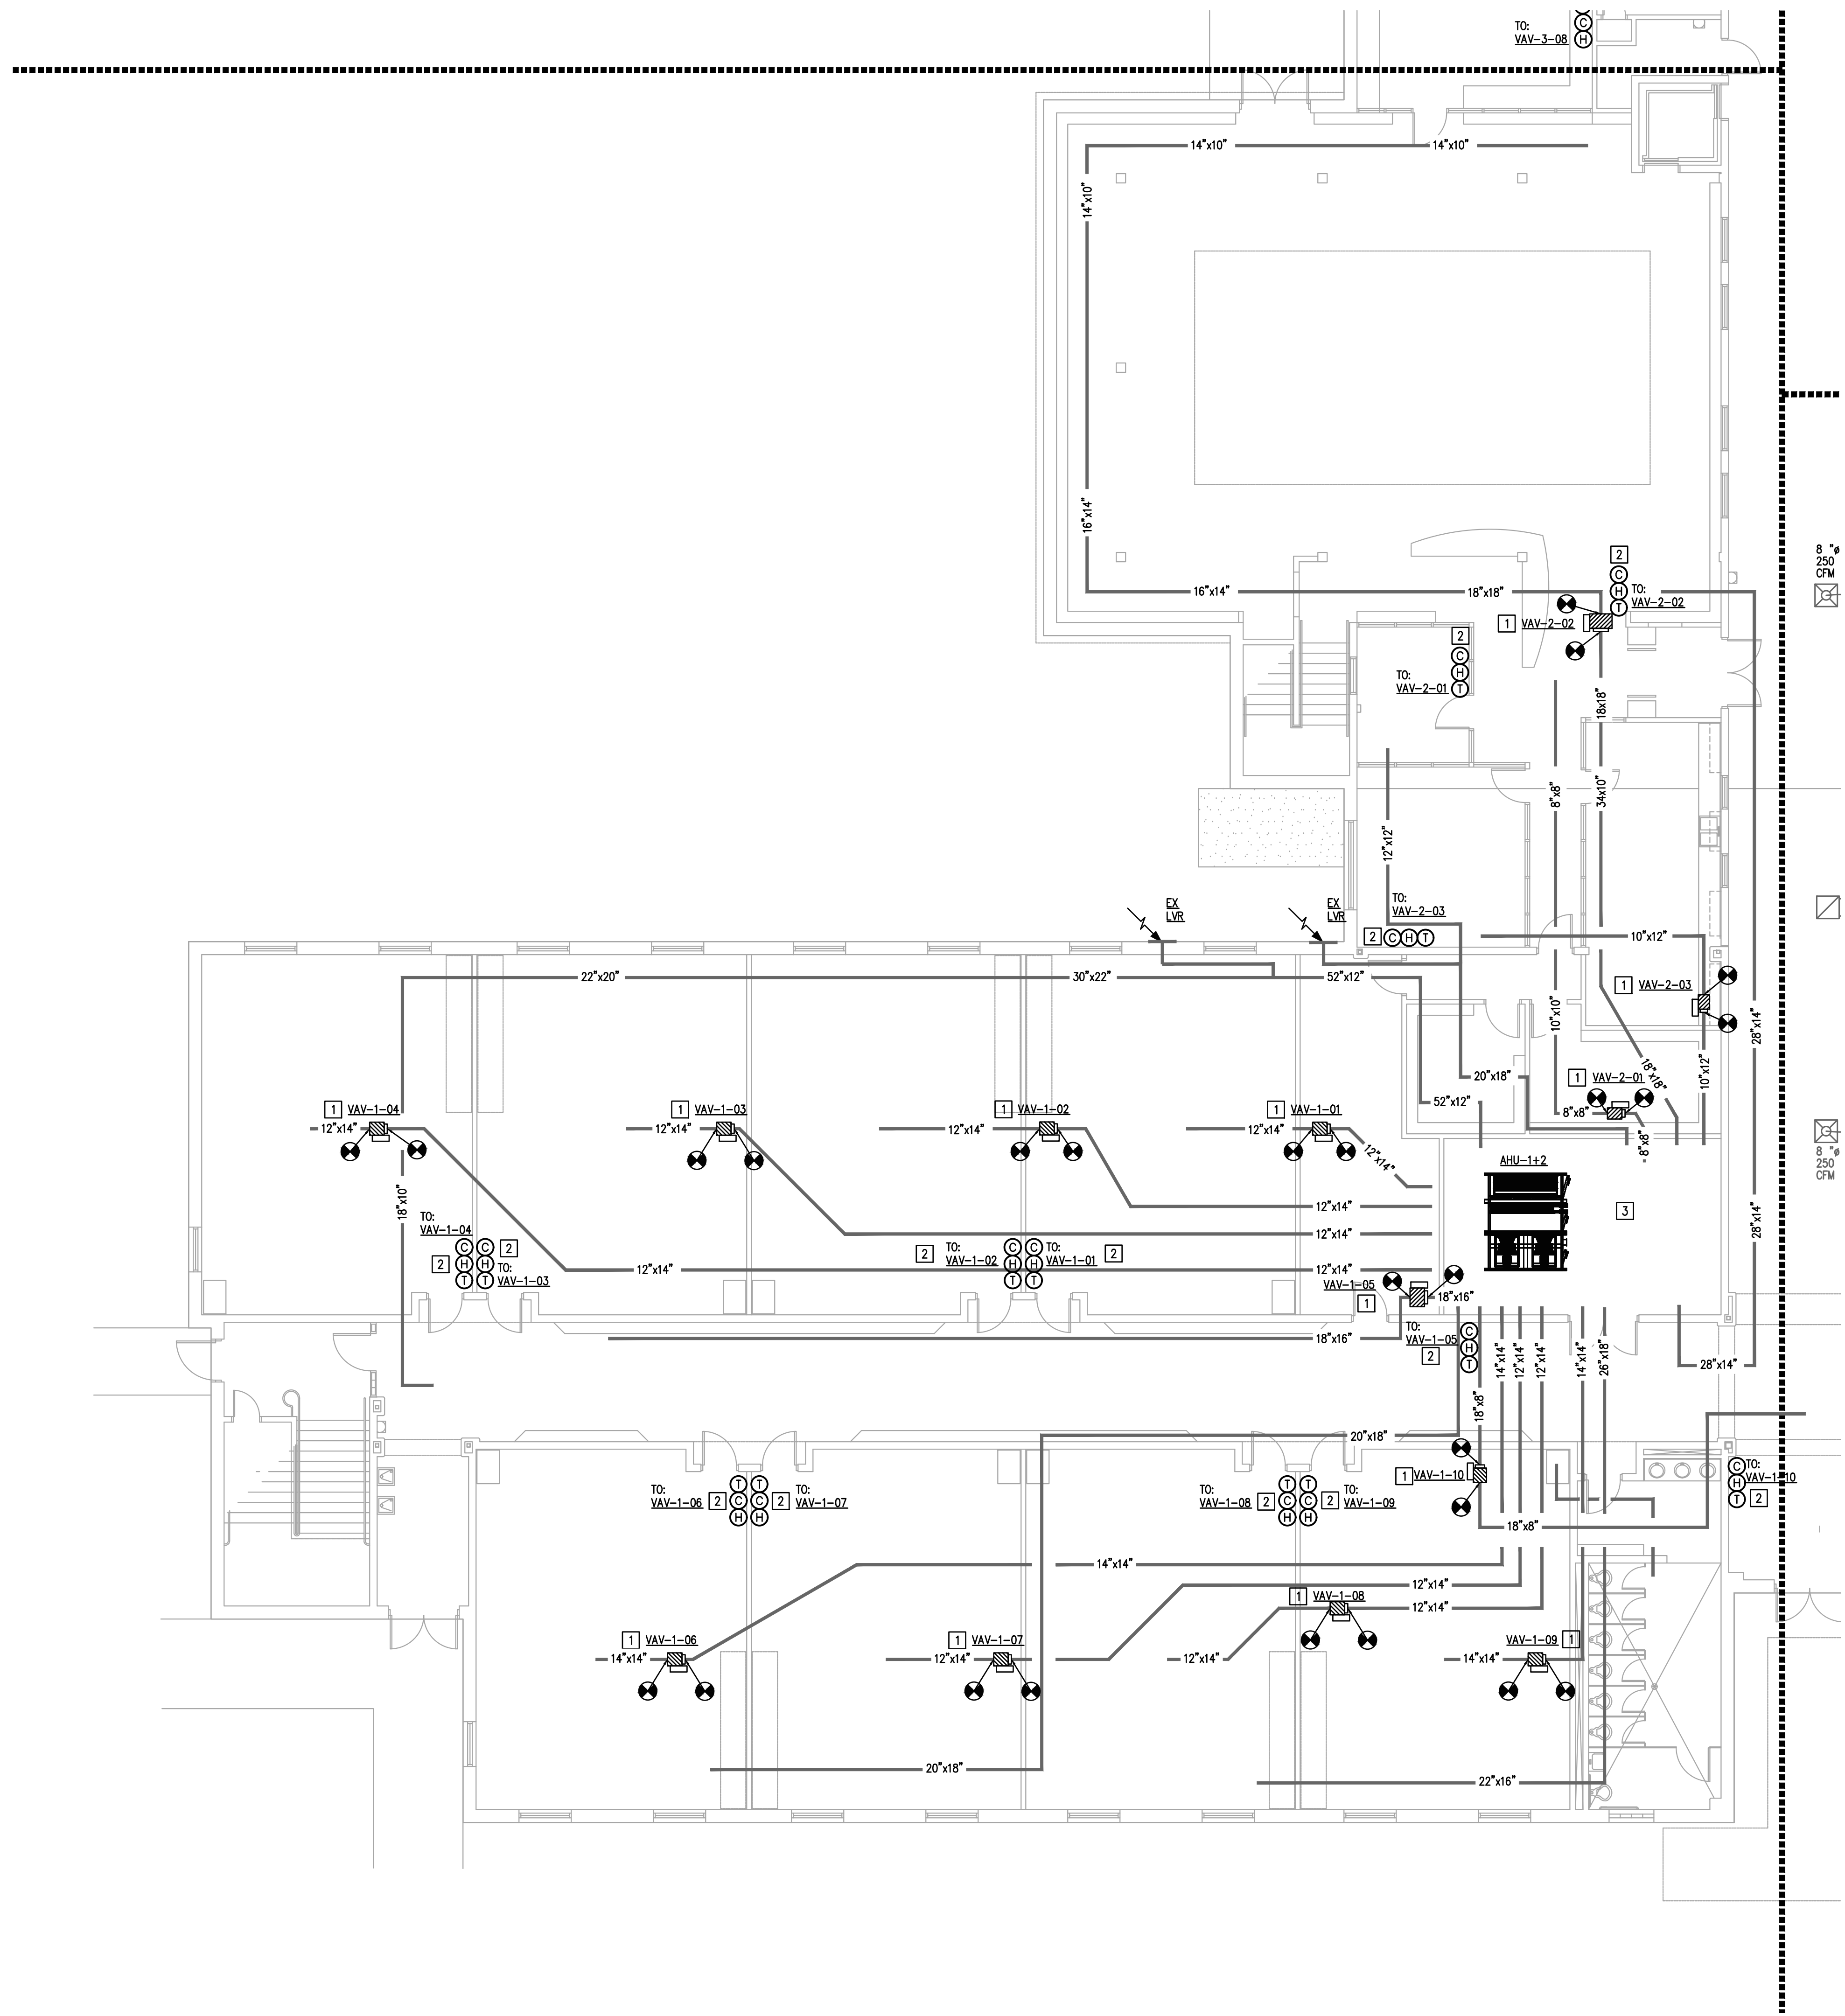 TO:
VAV-3-08
C
H
14"x10"
14"x10"
14"x10"
16"x14"
8 "ø
250
CFM
2
C
H
T
TO:
VAV-2-02
16"x14"
18"x18"
1
VAV-2-02
2
C
H
T
TO:
VAV-2-01
18x18"
8"x8"
34x10"
12"x12"
TO:
VAV-2-03
2
C
H
T
EX
LVR
EX
LVR
10"x12"
22"x20"
30"x22"
52"x12"
1
VAV-2-03
10"x10"
28"x14"
18"x18"
10"x12"
20"x18"
1
VAV-2-01
52"x12"
8"x8"
8"x8"
1
VAV-1-04
1
VAV-1-03
1
VAV-1-02
1
VAV-1-01
12"x14"
12"x14"
12"x14"
12"x14"
12"x14"
8 "ø
250
CFM
AHU-1+2
18"x10"
12"x14"
3
28"x14"
TO:
VAV-1-04
C
H
T
2
C
H
T
2
TO:
VAV-1-03
12"x14"
2
TO:
VAV-1-02
C
H
T
C
H
T
TO:
VAV-1-01
2
12"x14"
12"x14"
VAV-1-05
1
18"x16"
18"x16"
TO:
VAV-1-05
2
C
H
T
14"x14"
12"x14"
12"x14"
14"x14"
26"x18"
28"x14"
18"x8"
20"x18"
TO:
VAV-1-06
2
T
C
H
T
C
H
2
TO:
VAV-1-07
TO:
VAV-1-08
2
T
C
H
T
C
H
2
TO:
VAV-1-09
1
VAV-1-10
C
H
T
TO:
VAV-1-10
2
18"x8"
14"x14"
12"x14"
1
VAV-1-08
12"x14"
1
VAV-1-06
1
VAV-1-07
VAV-1-09
1
14"x14"
12"x14"
12"x14"
14"x14"
20"x18"
22"x16"